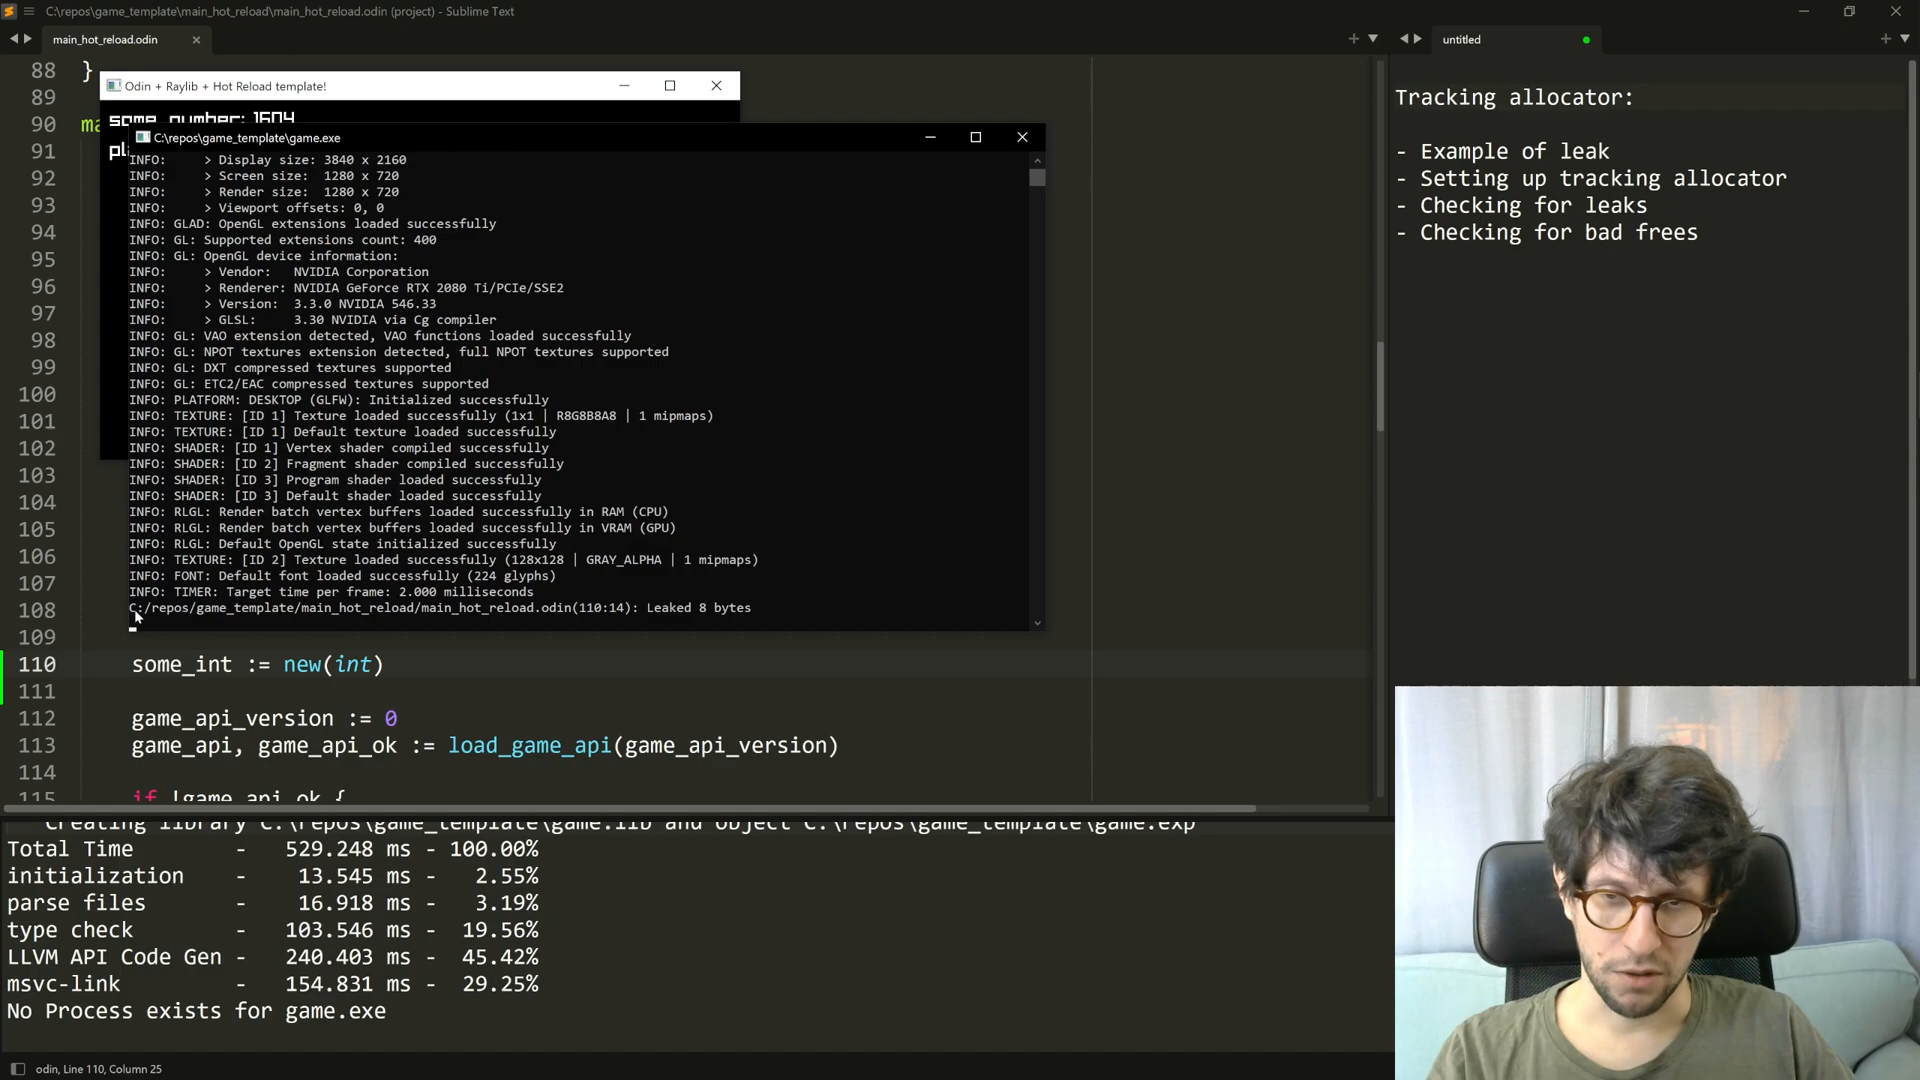 C:\repos\game_template\main_hot_reload\main_hot_reload.odin (project) - Sublime Text
main_hot_reload.odin
untitled
88 }
89
Odin + Raylib + Hot Reload template!
90
some number: 1604
C:\repos\game_template\game.exe
91
92
93
94
95
96
97
98
99
100
101
102
103
104
105
106
107
108
109
INFO: > Display size: 3840 x 2160
INFO: > Screen size: 1280 x 720
INFO: > Render size: 1280 x 720
INFO: > Viewport offsets: 0, 0
INFO: GLAD: OpenGL extensions loaded successfully
INFO: GL: Supported extensions count: 400
INFO: GL: OpenGL device information:
INFO: > Vendor: NVIDIA Corporation
INFO: > Renderer: NVIDIA GeForce RTX 2080 Ti/PCIe/SSE2
INFO: > Version: 3.3.0 NVIDIA 546.33
INFO: > GLSL: 3.30 NVIDIA via Cg compiler
INFO: GL: VAO extension detected, VAO functions loaded successfully
INFO: GL: NPOT textures extension detected, full NPOT textures supported
INFO: GL: DXT compressed textures supported
INFO: GL: ETC2/EAC compressed textures supported
INFO: PLATFORM: DESKTOP (GLFW): Initialized successfully
INFO: TEXTURE: [ID 1] Texture loaded successfully (1x1 | R8G8B8A8 | 1 mipmaps)
INFO: TEXTURE: [ID 1] Default texture loaded successfully
INFO: SHADER: [ID 1] Vertex shader compiled successfully
INFO: SHADER: [ID 2] Fragment shader compiled successfully
INFO: SHADER: [ID 3] Program shader loaded successfully
INFO: SHADER: [ID 3] Default shader loaded successfully
INFO: RLGL: Render batch vertex buffers loaded successfully in RAM (CPU)
INFO: RLGL: Render batch vertex buffers loaded successfully in VRAM (GPU)
INFO: RLGL: Default OpenGL state initialized successfully
INFO: TEXTURE: [ID 2] Texture loaded successfully (128x128 | GRAY_ALPHA | 1 mipmaps)
INFO: FONT: Default font loaded successfully (224 glyphs)
INFO: TIMER: Target time per frame: 2.000 milliseconds
C:/repos/game_template/main_hot_reload/main_hot_reload.odin(110:14): Leaked 8 bytes
110 some_int := new(int)
111
112 game_api_version := 0
113 game_api, game_api_ok := load_game_api(game_api_version)
114
115 if !game_api_ok {
Tracking allocator:
- Example of leak
- Setting up tracking allocator
- Checking for leaks
- Checking for bad frees
Creating library C:\repos\game_template\game.lib and object C:\repos\game_template\game.exp
Total Time - 529.248 ms - 100.00%
initialization - 13.545 ms - 2.55%
parse files - 16.918 ms - 3.19%
type check - 103.546 ms - 19.56%
LLVM API Code Gen - 240.403 ms - 45.42%
msvc-link - 154.831 ms - 29.25%
No Process exists for game.exe
odin, Line 110, Column 25